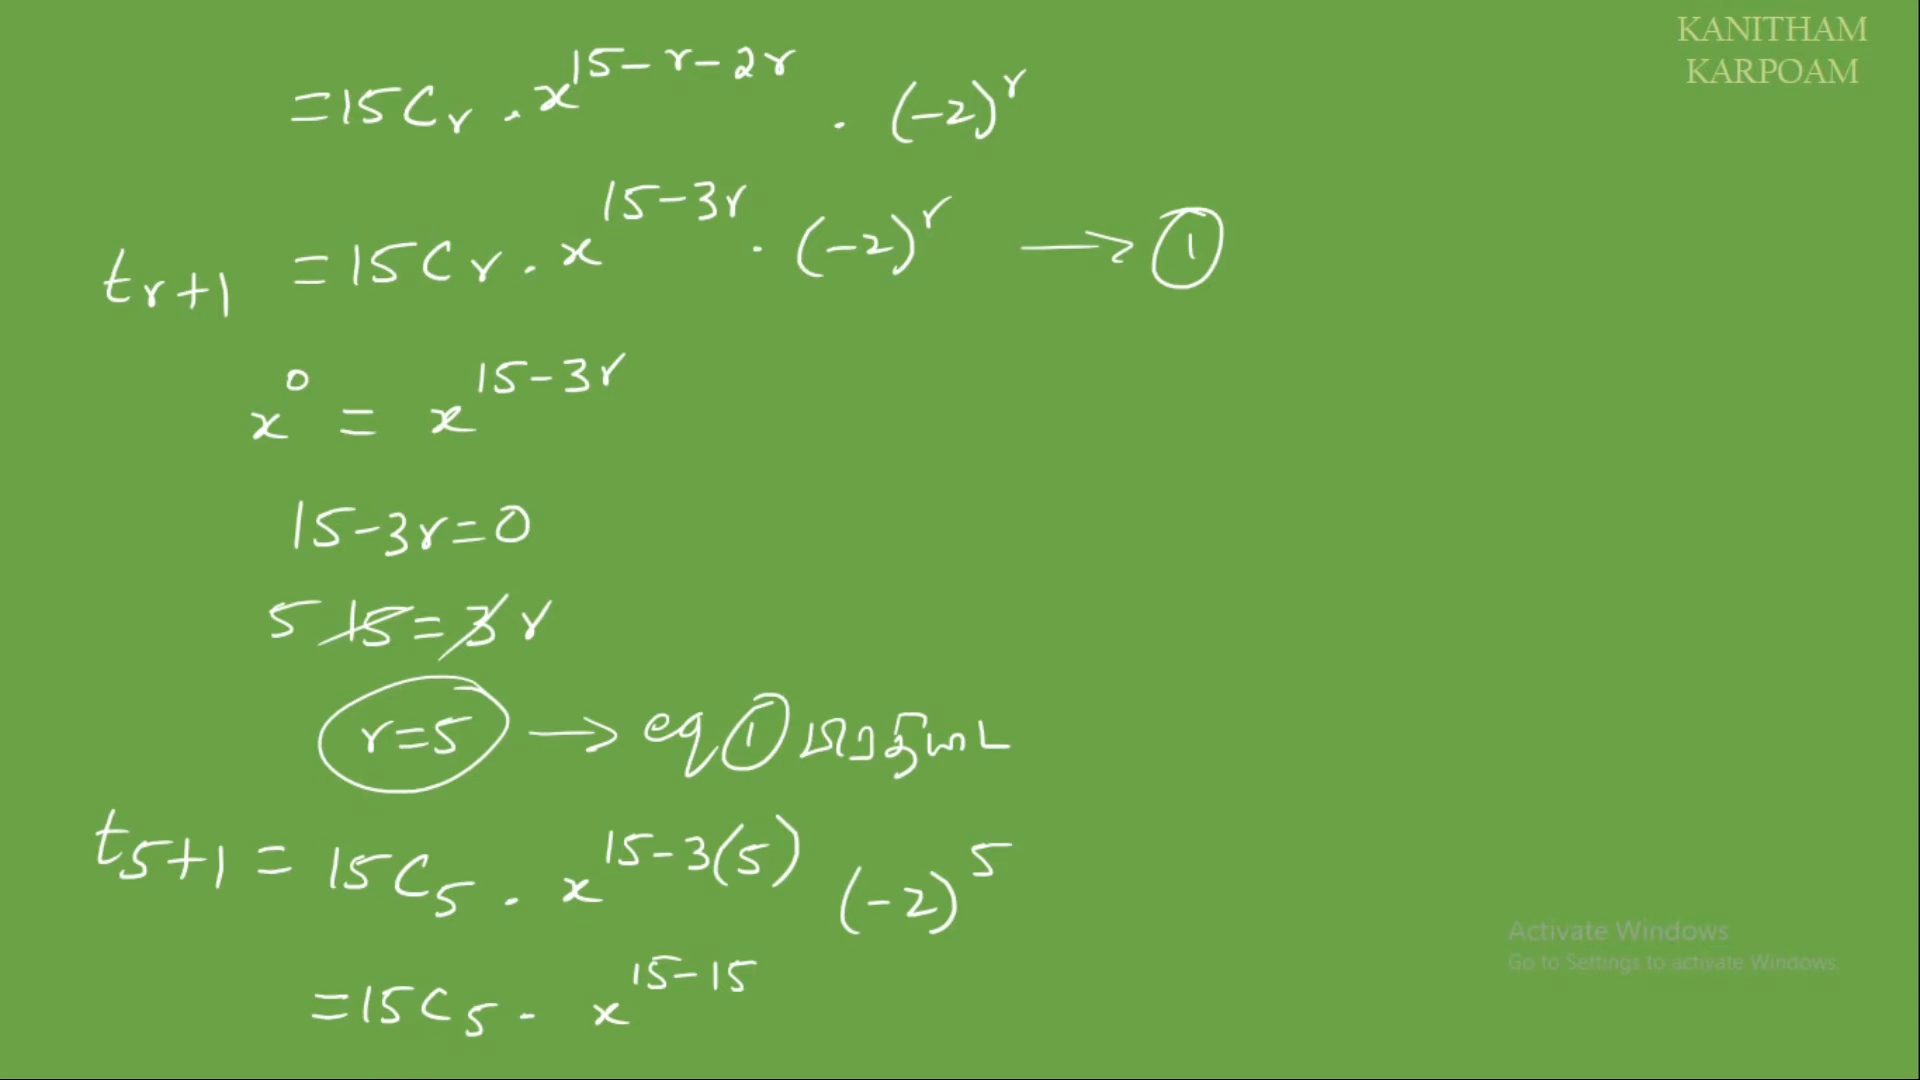 KANITHAM
KARPOAM
=15Cr . x^15-r-2r . (-2)^r
tr+1 =15Cr . x^15-3r . (-2)^r → ①
x^0 = x^15-3r
15-3r=0
5 15=3r
r=5 → eq ①
t5+1 = 15C5 . x^15-3(5) (-2)^5
=15C5 - x^15-15
Activate Windows
Go to Settings to activate Windows.